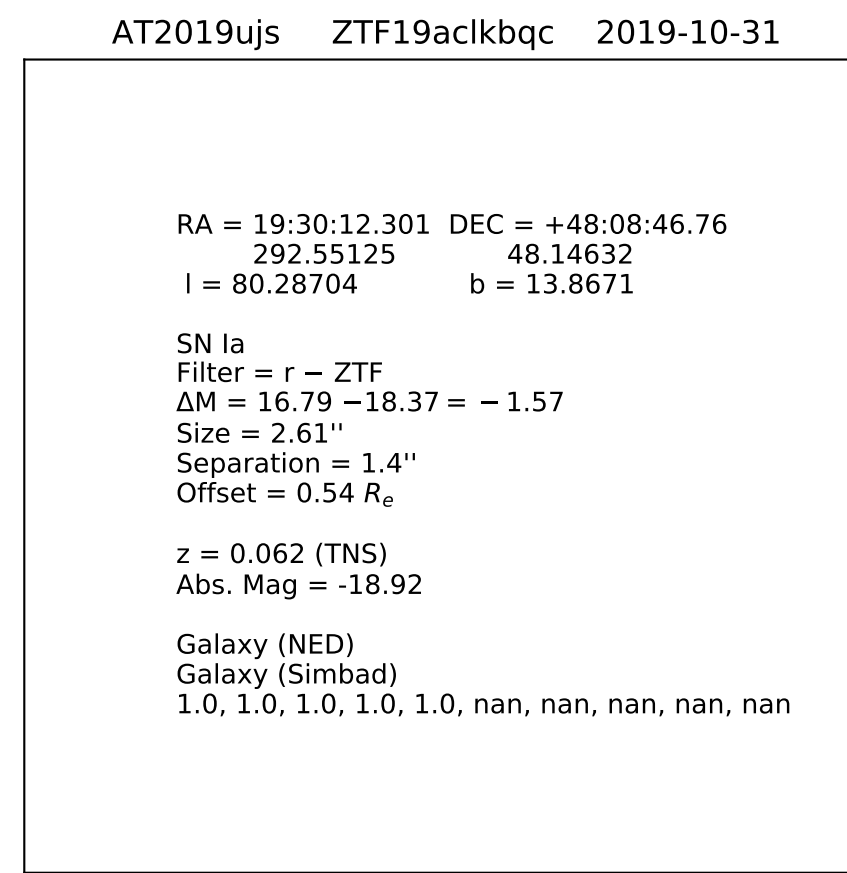 AT2019ujs ZTF19aclkbqc 2019-10-31
RA = 19:30:12.301 DEC = +48:08:46.76
292.55125 48.14632
l = 80.28704 b = 13.8671
SN Ia
Filter = r − ZTF
ΔM = 16.79 −18.37 = − 1.57
Size = 2.61''
Separation = 1.4''
Offset = 0.54 Re
z = 0.062 (TNS)
Abs. Mag = -18.92
Galaxy (NED)
Galaxy (Simbad)
1.0, 1.0, 1.0, 1.0, 1.0, nan, nan, nan, nan, nan